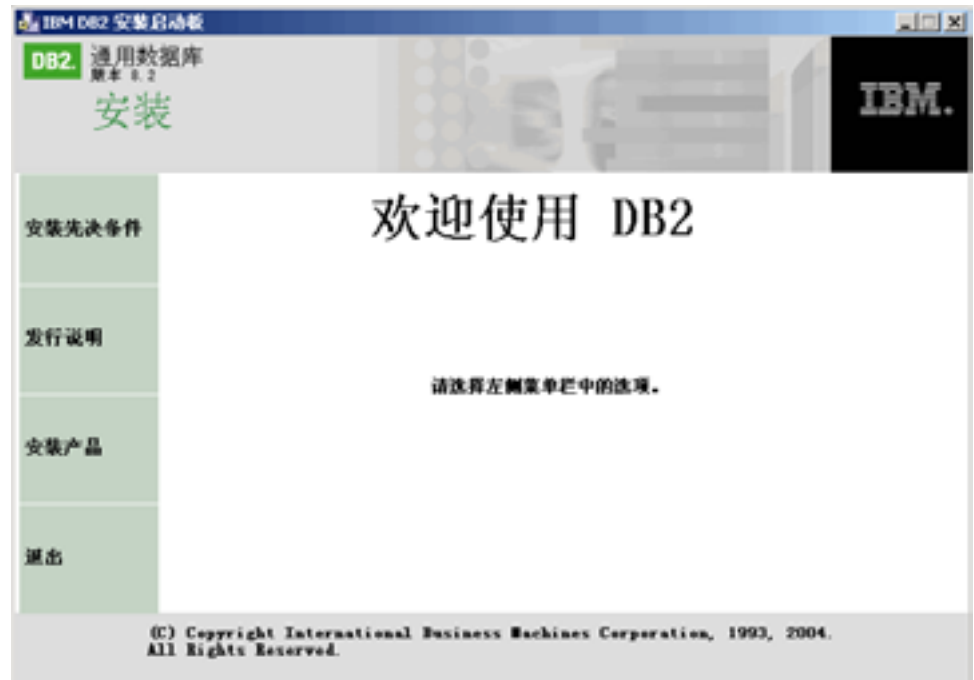 IBM DB2 安装启动板
DB2. 通用数据库
版本 8.2
安装
IBM.
安装先决条件
欢迎使用 DB2
发行说明
请选择左侧菜单栏中的选项。
安装产品
退出
(C) Copyright International Business Machines Corporation, 1993, 2004.
All Rights Reserved.